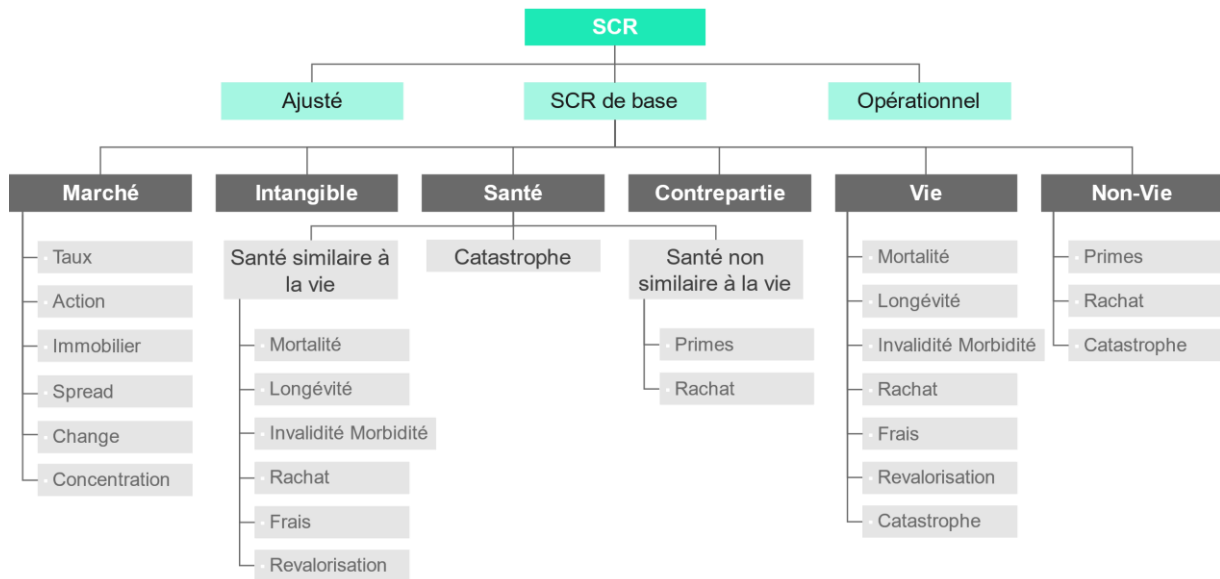 SCR
Ajusté
SCR de base
Opérationnel
Marché
Intangible
Santé
Contrepartie
Vie
Non-Vie
Taux
Action
Immobilier
Spread
Change
Concentration
Santé similaire à
la vie
Mortalité
Longévité
Invalidité Morbidité
Rachat
Frais
Revalorisation
Catastrophe
Santé non
similaire à la vie
Primes
Rachat
Mortalité
Longévité
Invalidité Morbidité
Rachat
Frais
Revalorisation
Catastrophe
Primes
Rachat
Catastrophe